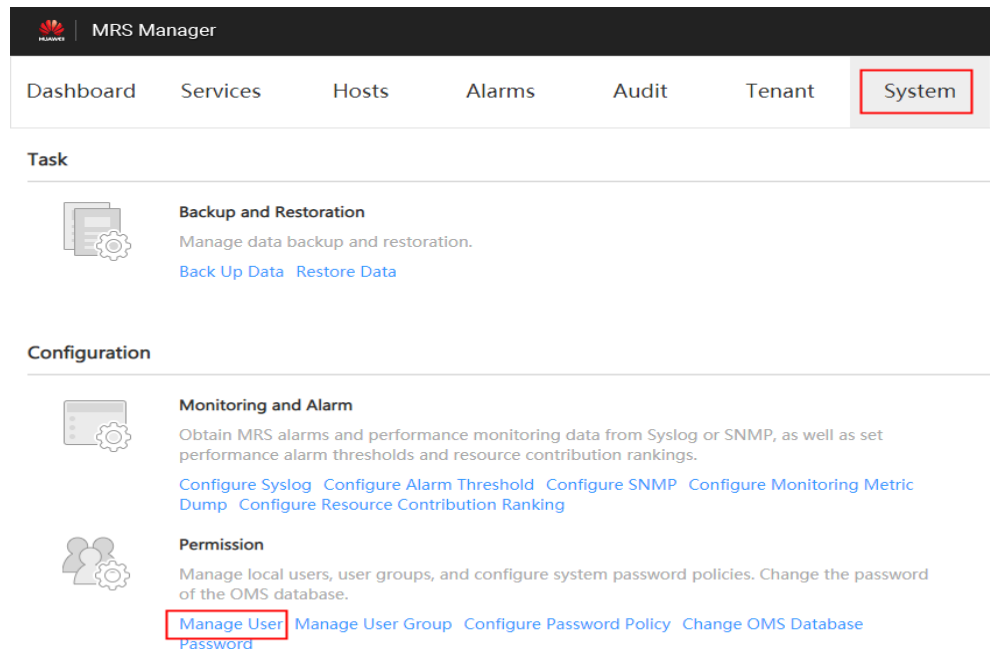 HUAWEI
MRS Manager
Dashboard Services Hosts Alarms Audit Tenant System
Task
Backup and Restoration
Manage data backup and restoration.
Back Up Data Restore Data
Configuration
Monitoring and Alarm
Obtain MRS alarms and performance monitoring data from Syslog or SNMP, as well as set
performance alarm thresholds and resource contribution rankings.
Configure Syslog Configure Alarm Threshold Configure SNMP Configure Monitoring Metric
Dump Configure Resource Contribution Ranking
Permission
Manage local users, user groups, and configure system password policies. Change the password
of the OMS database.
Manage User Manage User Group Configure Password Policy Change OMS Database
Password